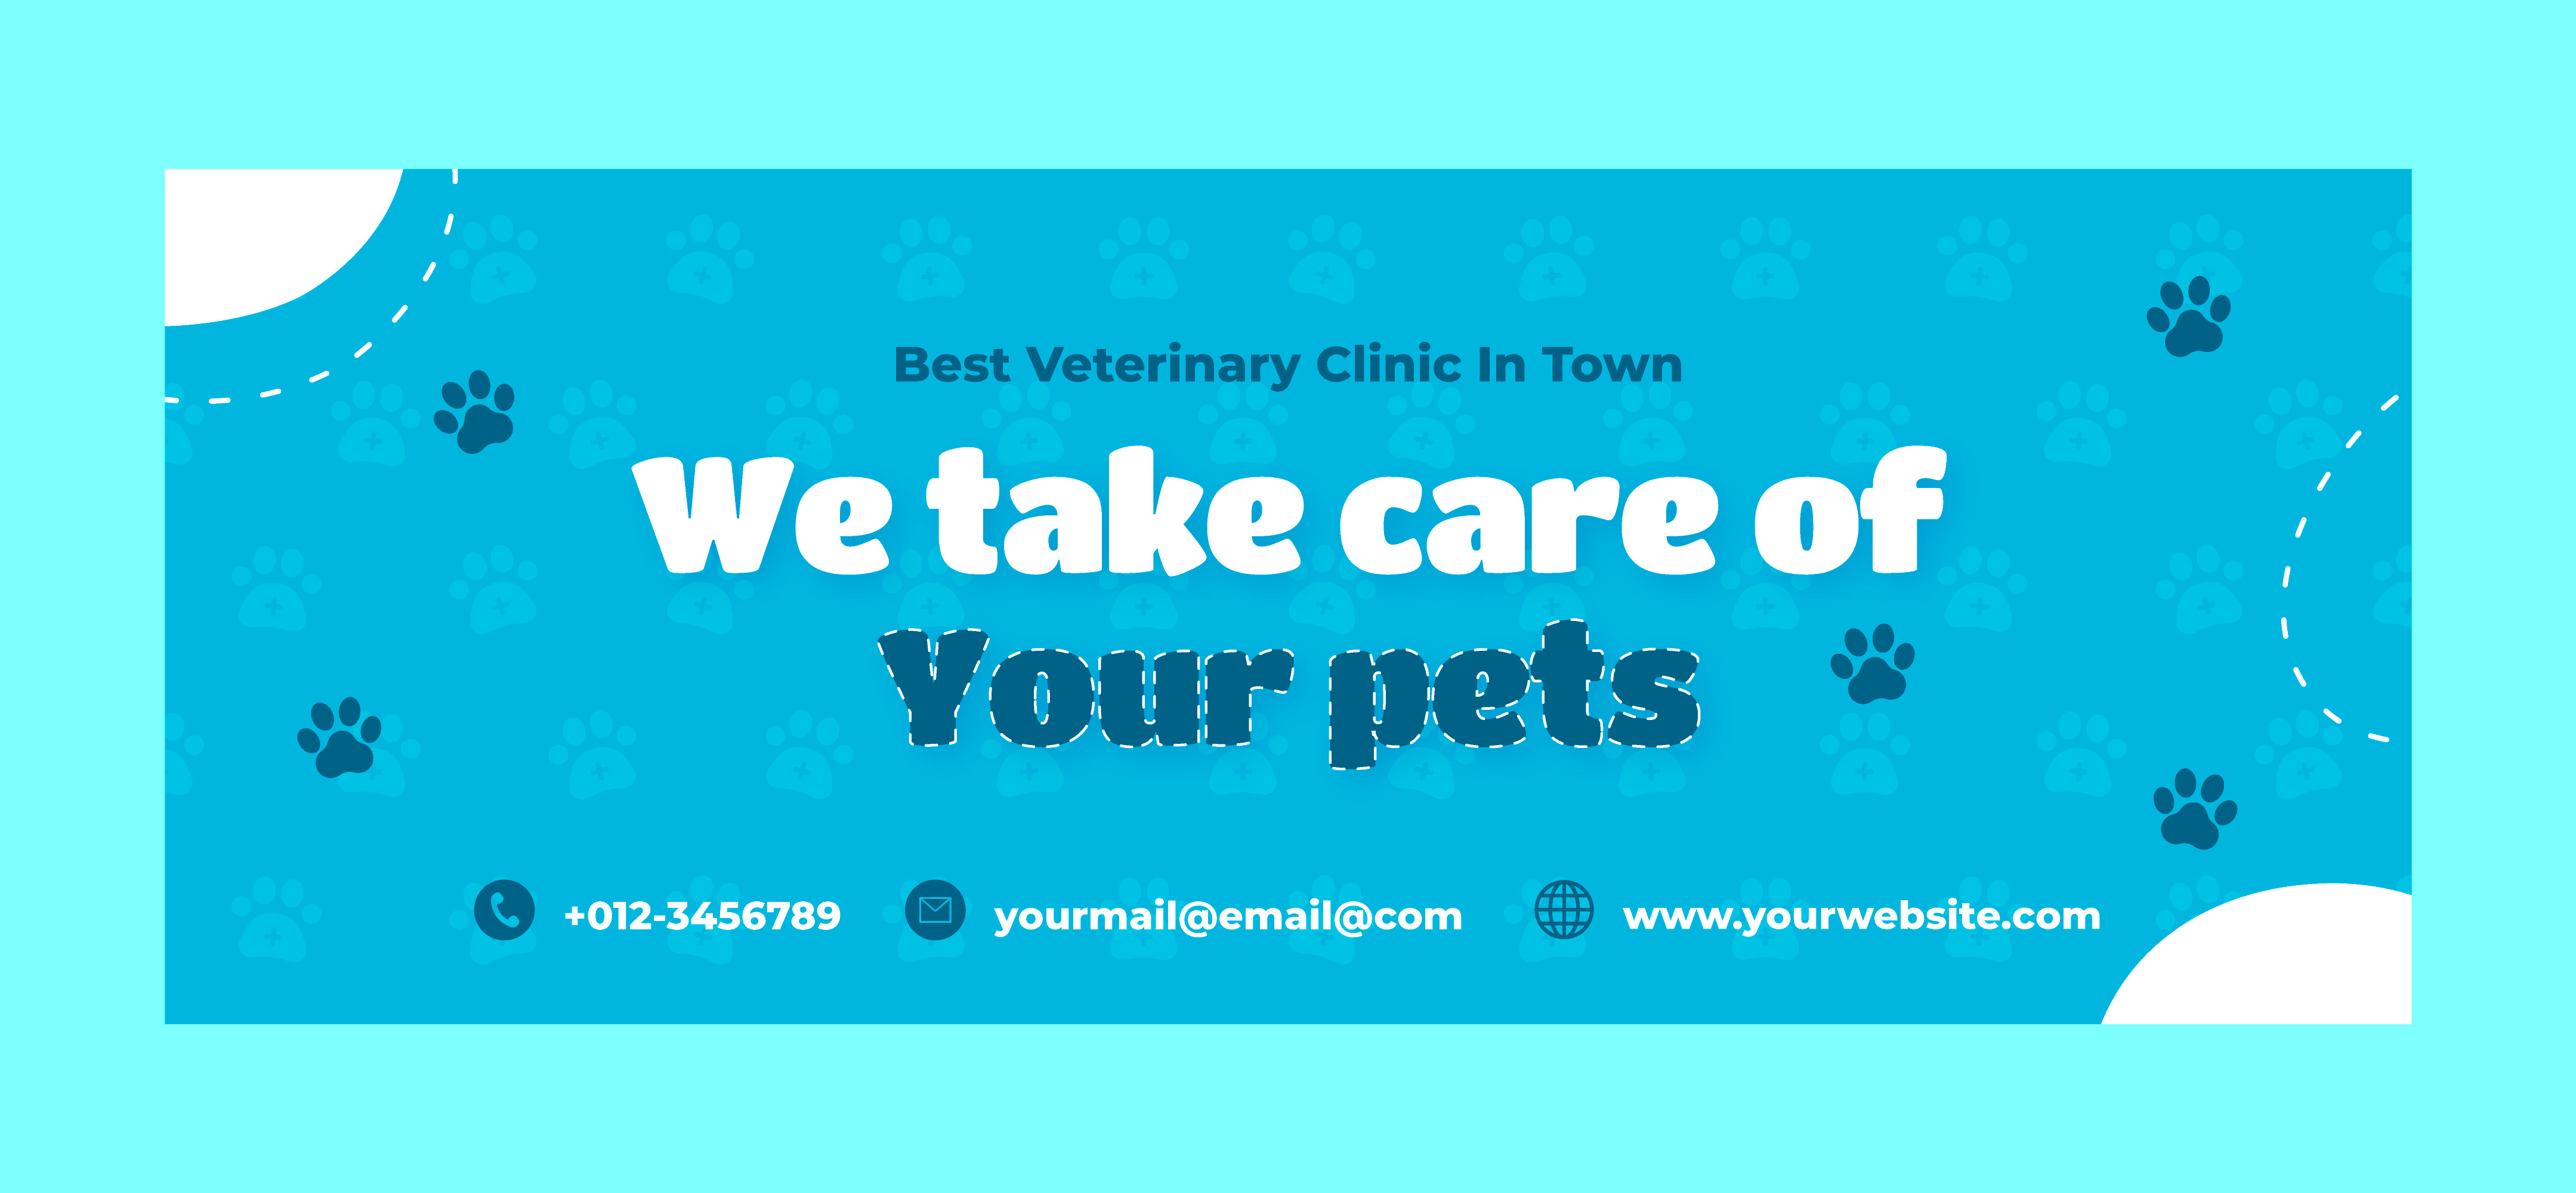 Best Veterinary Clinic In Town
We take care of
Your pets
+012-3456789 yourmail@email@com www.yourwebsite.com